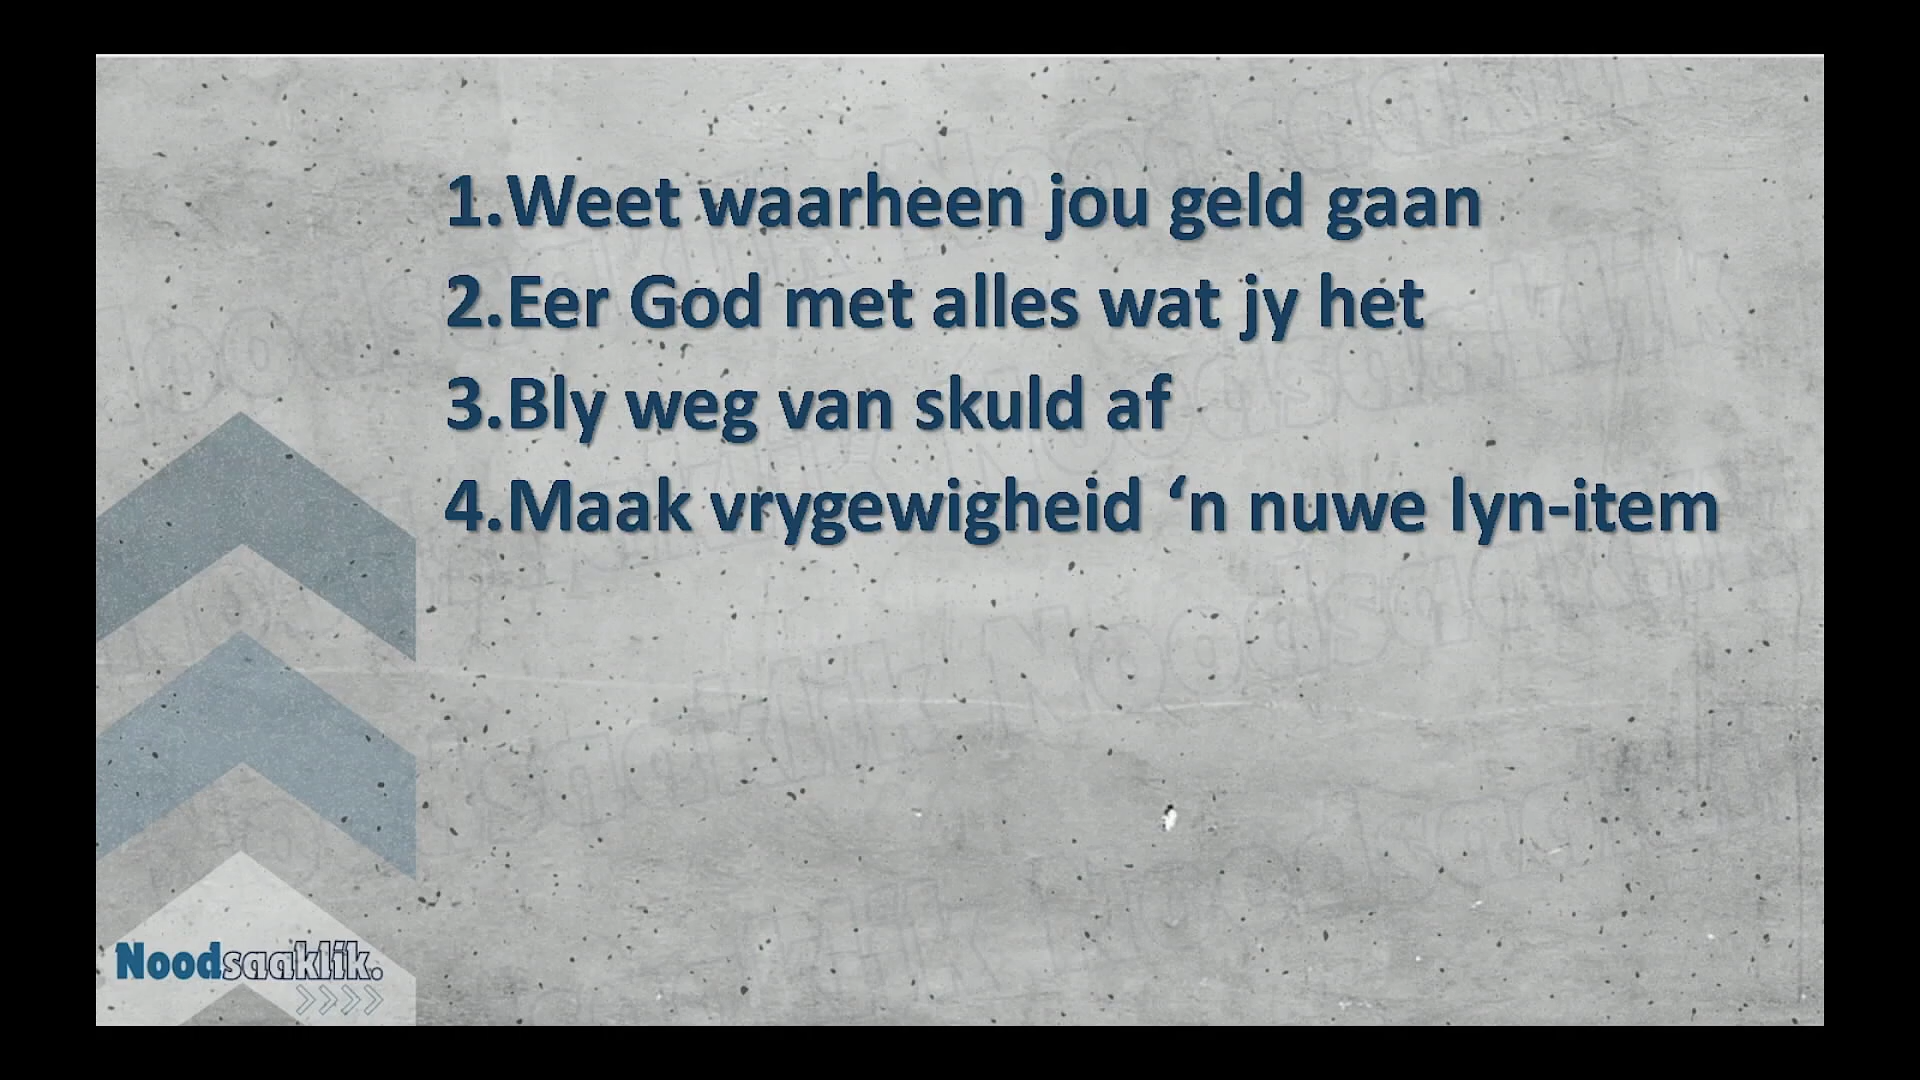 1.Weet waarheen jou geld gaan
2.Eer God met alles wat jy het
3.Bly weg van skuld af
4.Maak vrygewigheid ‘n nuwe lyn-item
Noodsaaklik.